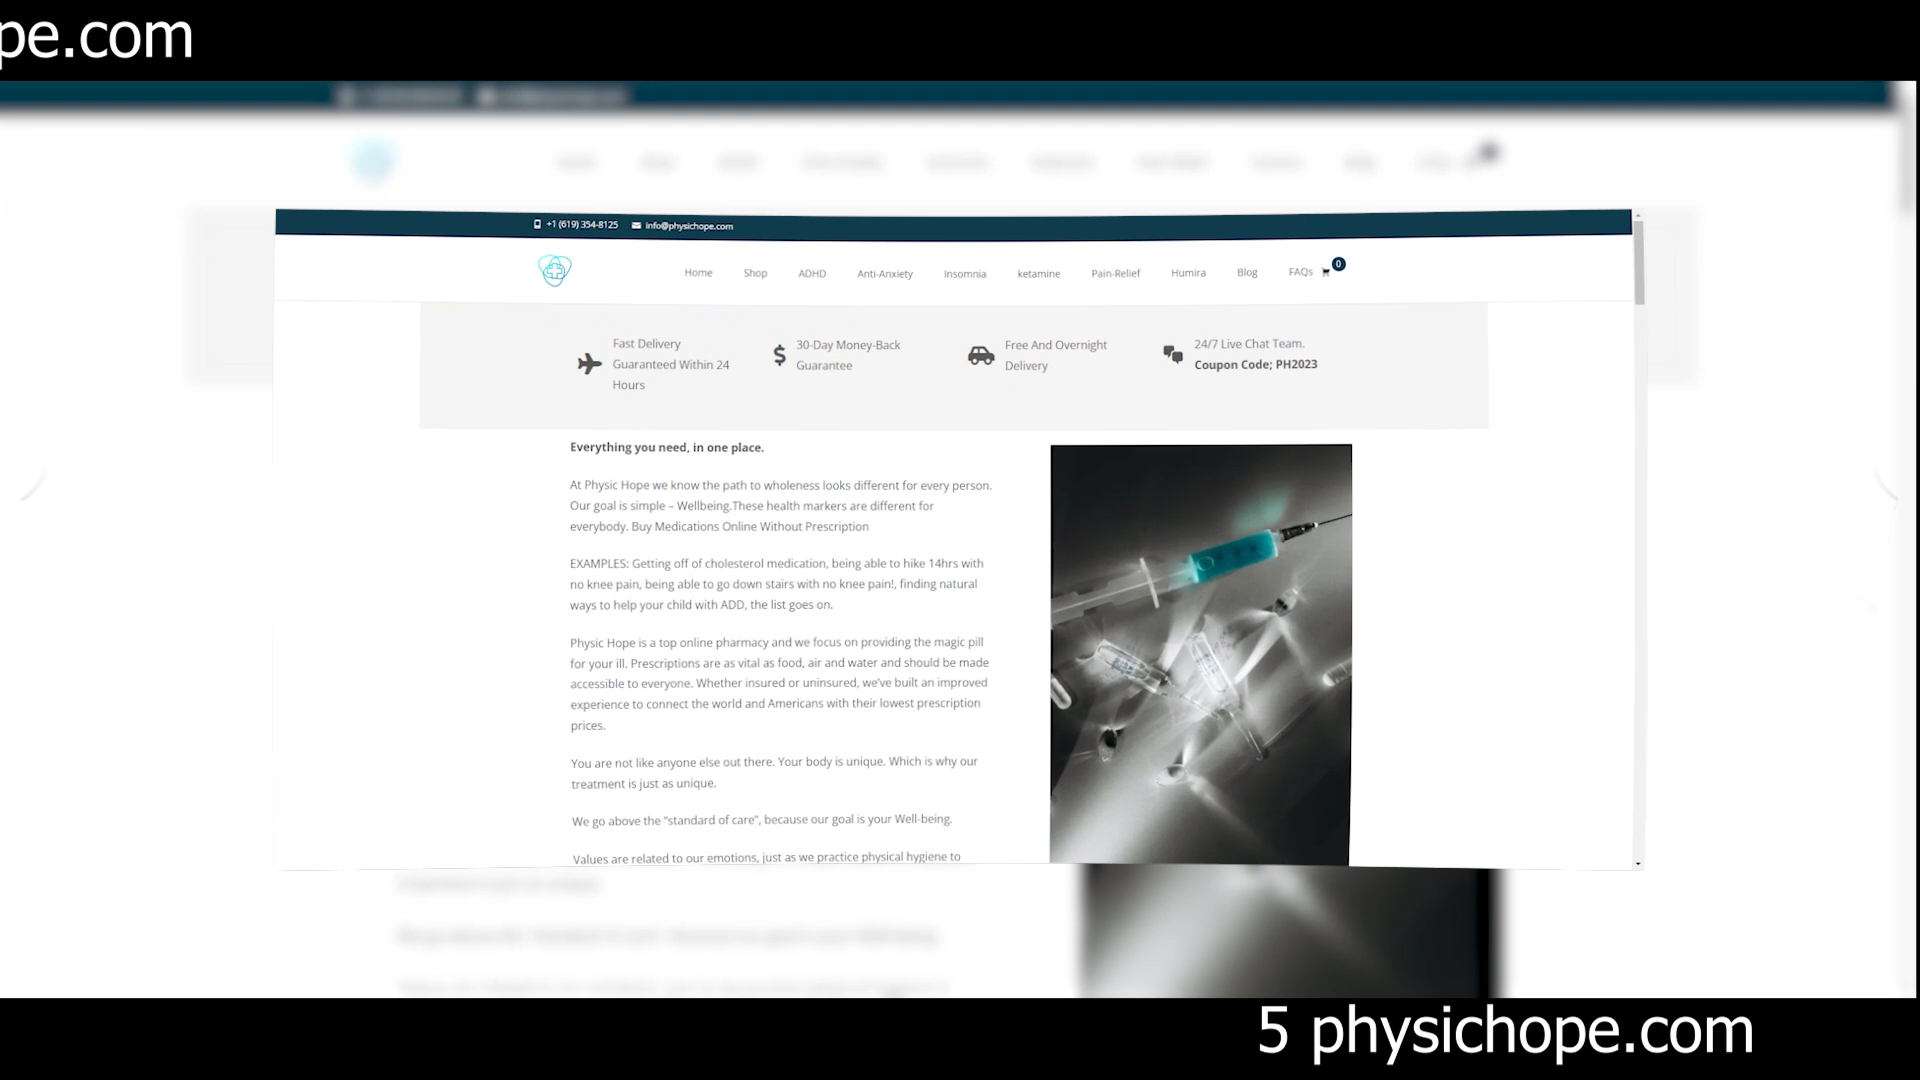 pe.com
+1 (619) 354-8125 info@physichope.com
Home Shop ADHD Anti-Anxiety Insomnia ketamine Pain-Relief Humira Blog FAQs 0
Fast Delivery
Guaranteed Within 24
Hours
30-Day Money-Back
Guarantee
Free And Overnight
Delivery
24/7 Live Chat Team.
Coupon Code; PH2023
Everything you need, in one place.
At Physic Hope we know the path to wholeness looks different for every person.
Our goal is simple – Wellbeing.These health markers are different for
everybody. Buy Medications Online Without Prescription
EXAMPLES: Getting off of cholesterol medication, being able to hike 14hrs with
no knee pain, being able to go down stairs with no knee pain!, finding natural
ways to help your child with ADD, the list goes on.
Physic Hope is a top online pharmacy and we focus on providing the magic pill
for your ill. Prescriptions are as vital as food, air and water and should be made
accessible to everyone. Whether insured or uninsured, we’ve built an improved
experience to connect the world and Americans with their lowest prescription
prices.
You are not like anyone else out there. Your body is unique. Which is why our
treatment is just as unique.
We go above the “standard of care”, because our goal is your Well-being.
Values are related to our emotions, just as we practice physical hygiene to
5 physichope.com